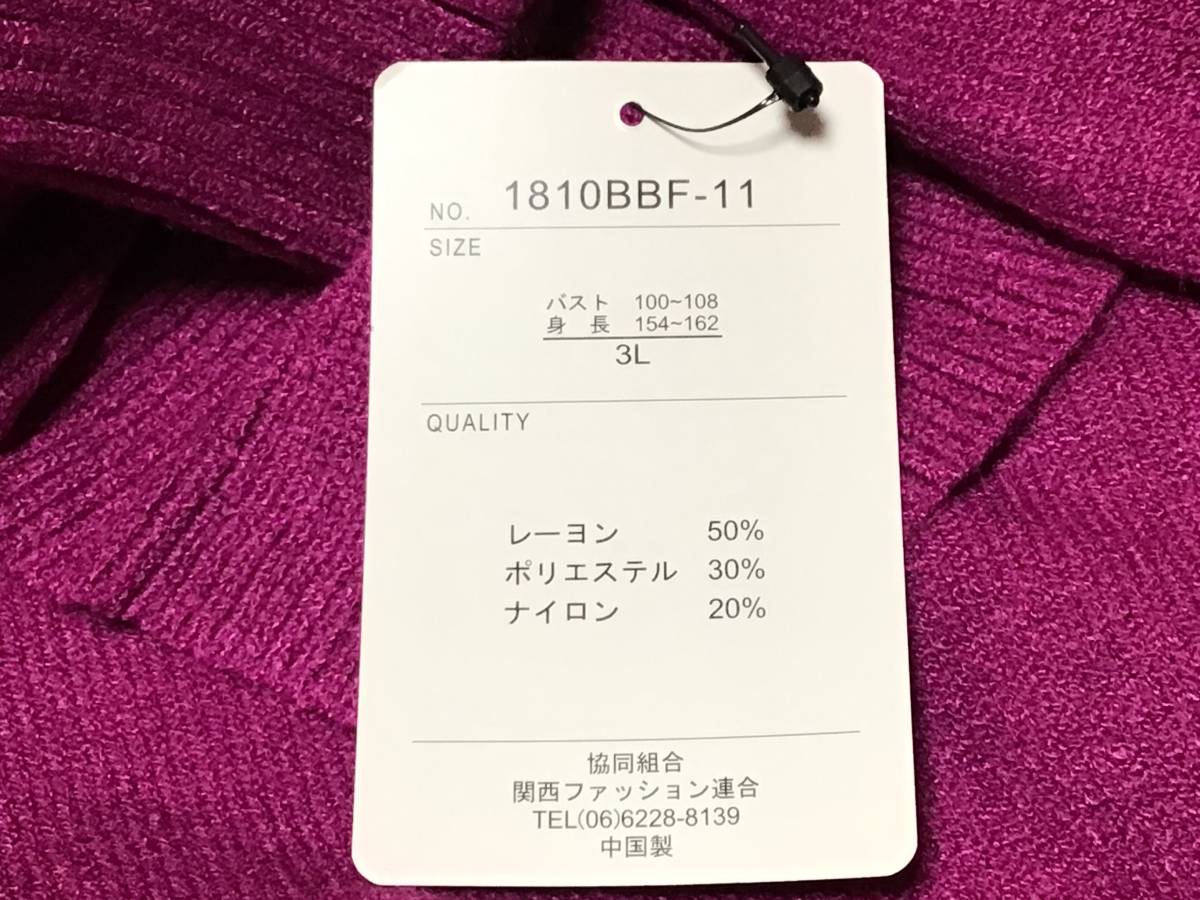 NO. 1810BBF-11
SIZE
バスト 100~108
身 長 154~162
3L
QUALITY
レーヨン 50%
ポリエステル 30%
ナイロン 20%
協同組合
関西ファッション連合
TEL(06)6228-8139
中国製